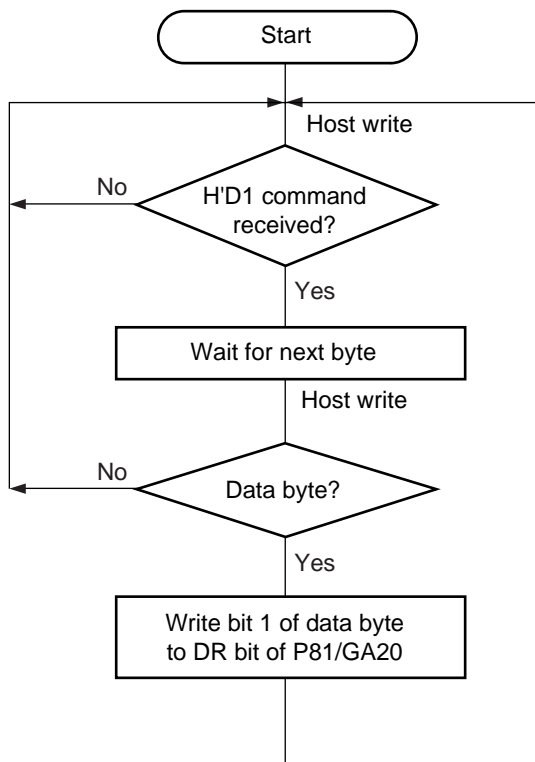 Start
Host write
No
H'D1 command
received?
Yes
Wait for next byte
Host write
No
Data byte?
Yes
Write bit 1 of data byte
to DR bit of P81/GA20